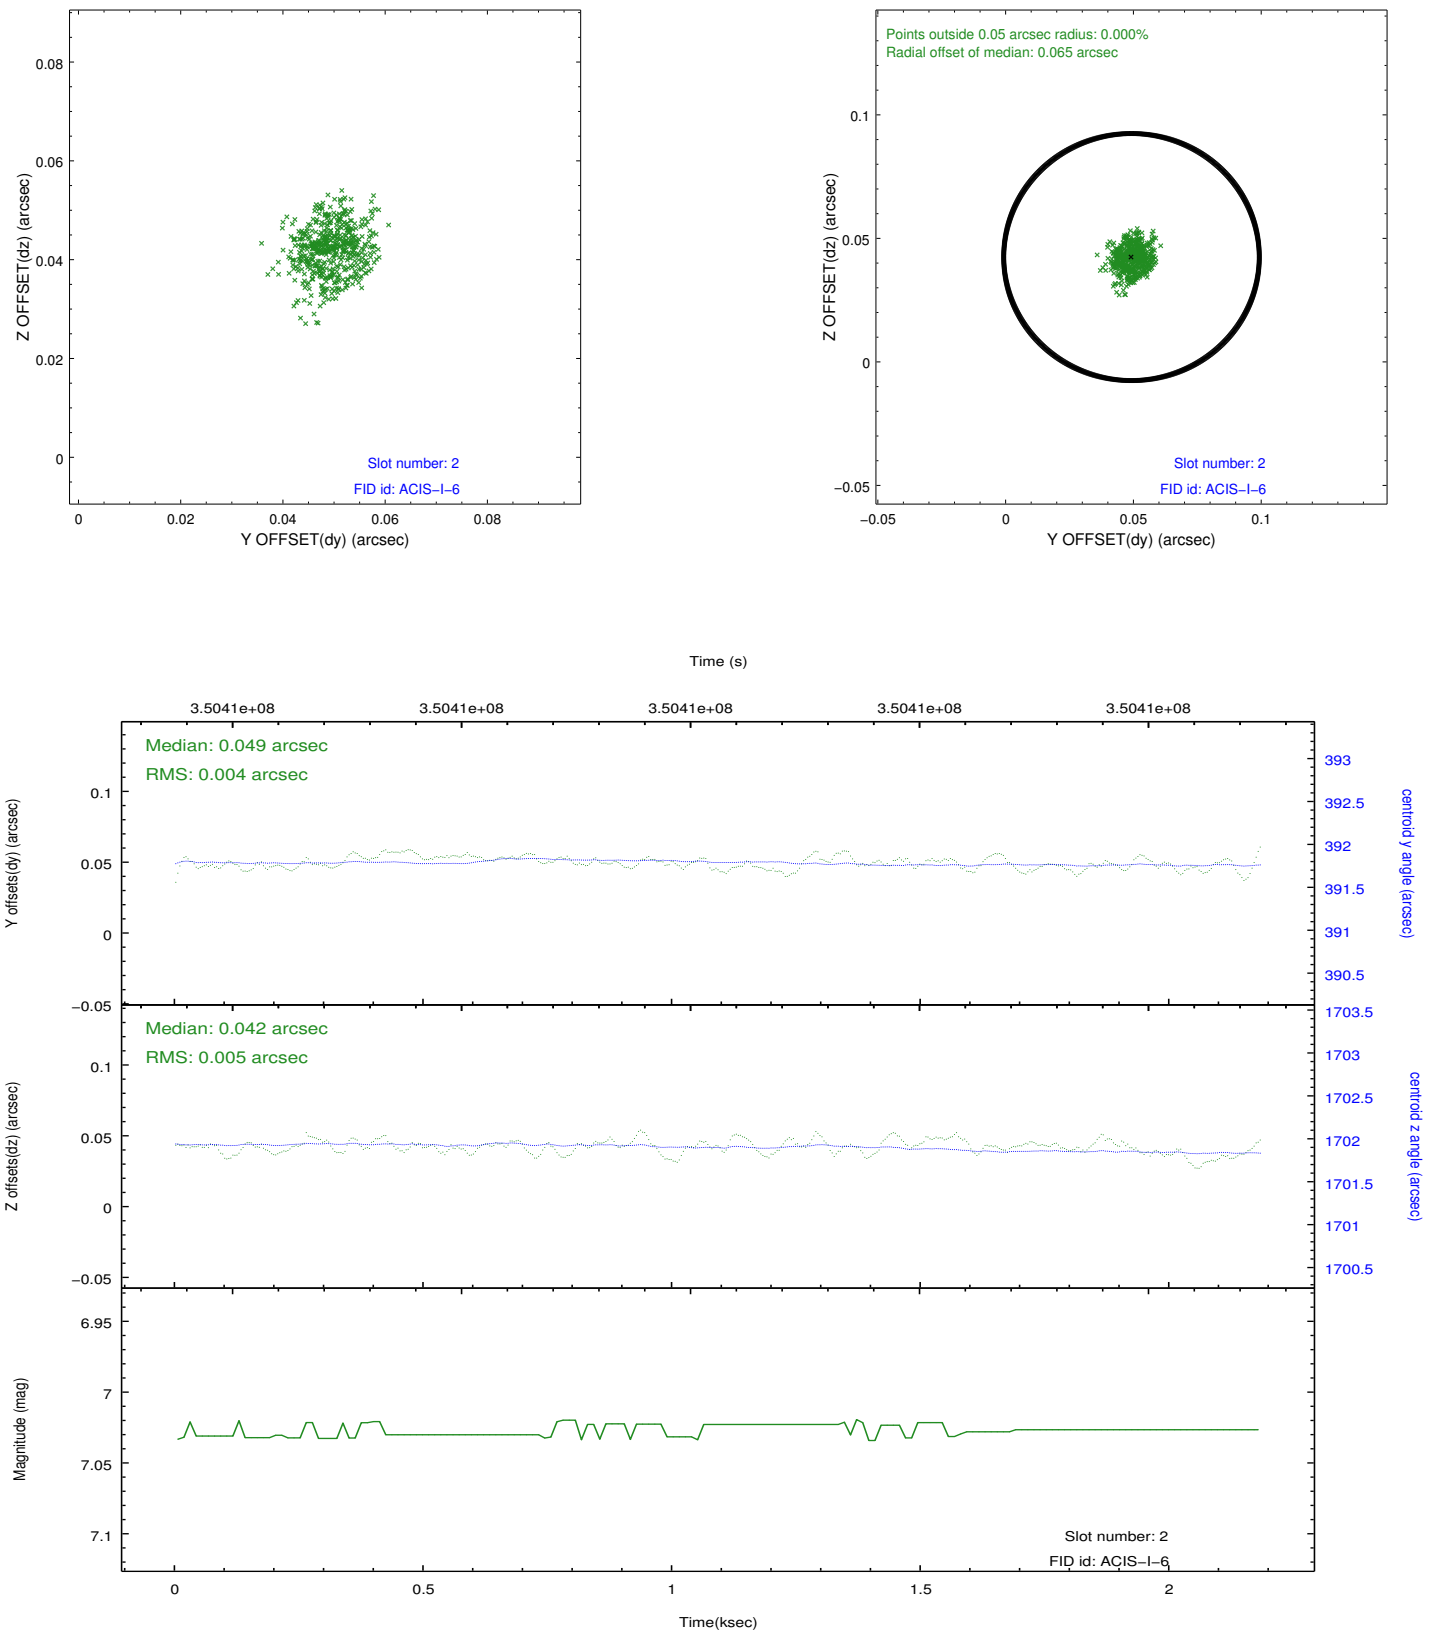 0.08
0.06
0.04
0.02
0
Z OFFSET(dz) (arcsec)
0
0.02
0.04
0.06
0.08
Y OFFSET(dy) (arcsec)
Slot number: 2
FID id: ACIS−I−6
Points outside 0.05 arcsec radius: 0.000%
Radial offset of median: 0.065 arcsec
0.1
0.05
0
−0.05
Z OFFSET(dz) (arcsec)
−0.05
0
0.05
0.1
Y OFFSET(dy) (arcsec)
Slot number: 2
FID id: ACIS−I−6
Time (s)
3.5041e+08
3.5041e+08
3.5041e+08
3.5041e+08
3.5041e+08
Median: 0.049 arcsec
RMS: 0.004 arcsec
0.1
0.05
0
−0.05
Y offsets(dy) (arcsec)
393
392.5
392
391.5
391
390.5
centroid y angle (arcsec)
Median: 0.042 arcsec
RMS: 0.005 arcsec
0.1
0.05
0
−0.05
Z offsets(dz) (arcsec)
1703.5
1703
1702.5
1702
1701.5
1701
1700.5
centroid z angle (arcsec)
6.95
7
7.05
7.1
Magnitude (mag)
Slot number: 2
FID id: ACIS−I−6
0
0.5
1
1.5
2
Time(ksec)